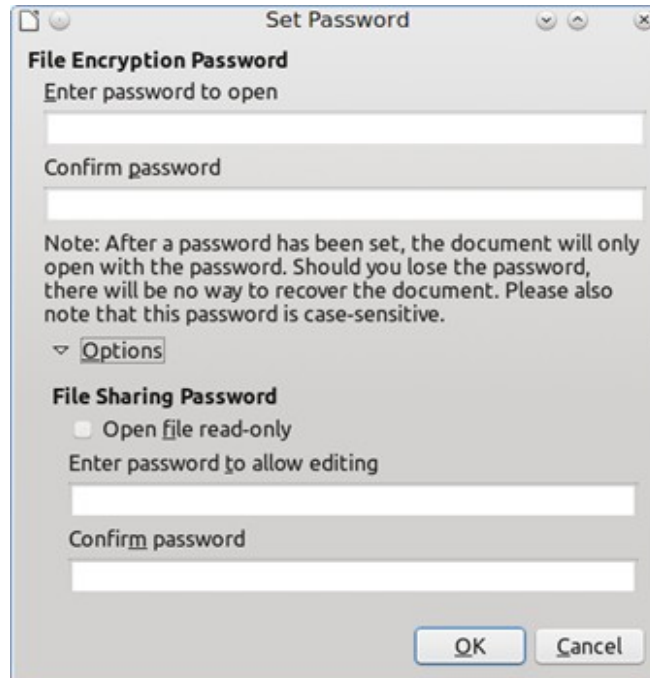 Set Password
File Encryption Password
Enter password to open
Confirm password
Note: After a password has been set, the document will only
open with the password. Should you lose the password,
there will be no way to recover the document. Please also
note that this password is case-sensitive.
Options
File Sharing Password
Open file read-only
Enter password to allow editing
Confirm password
OK Cancel